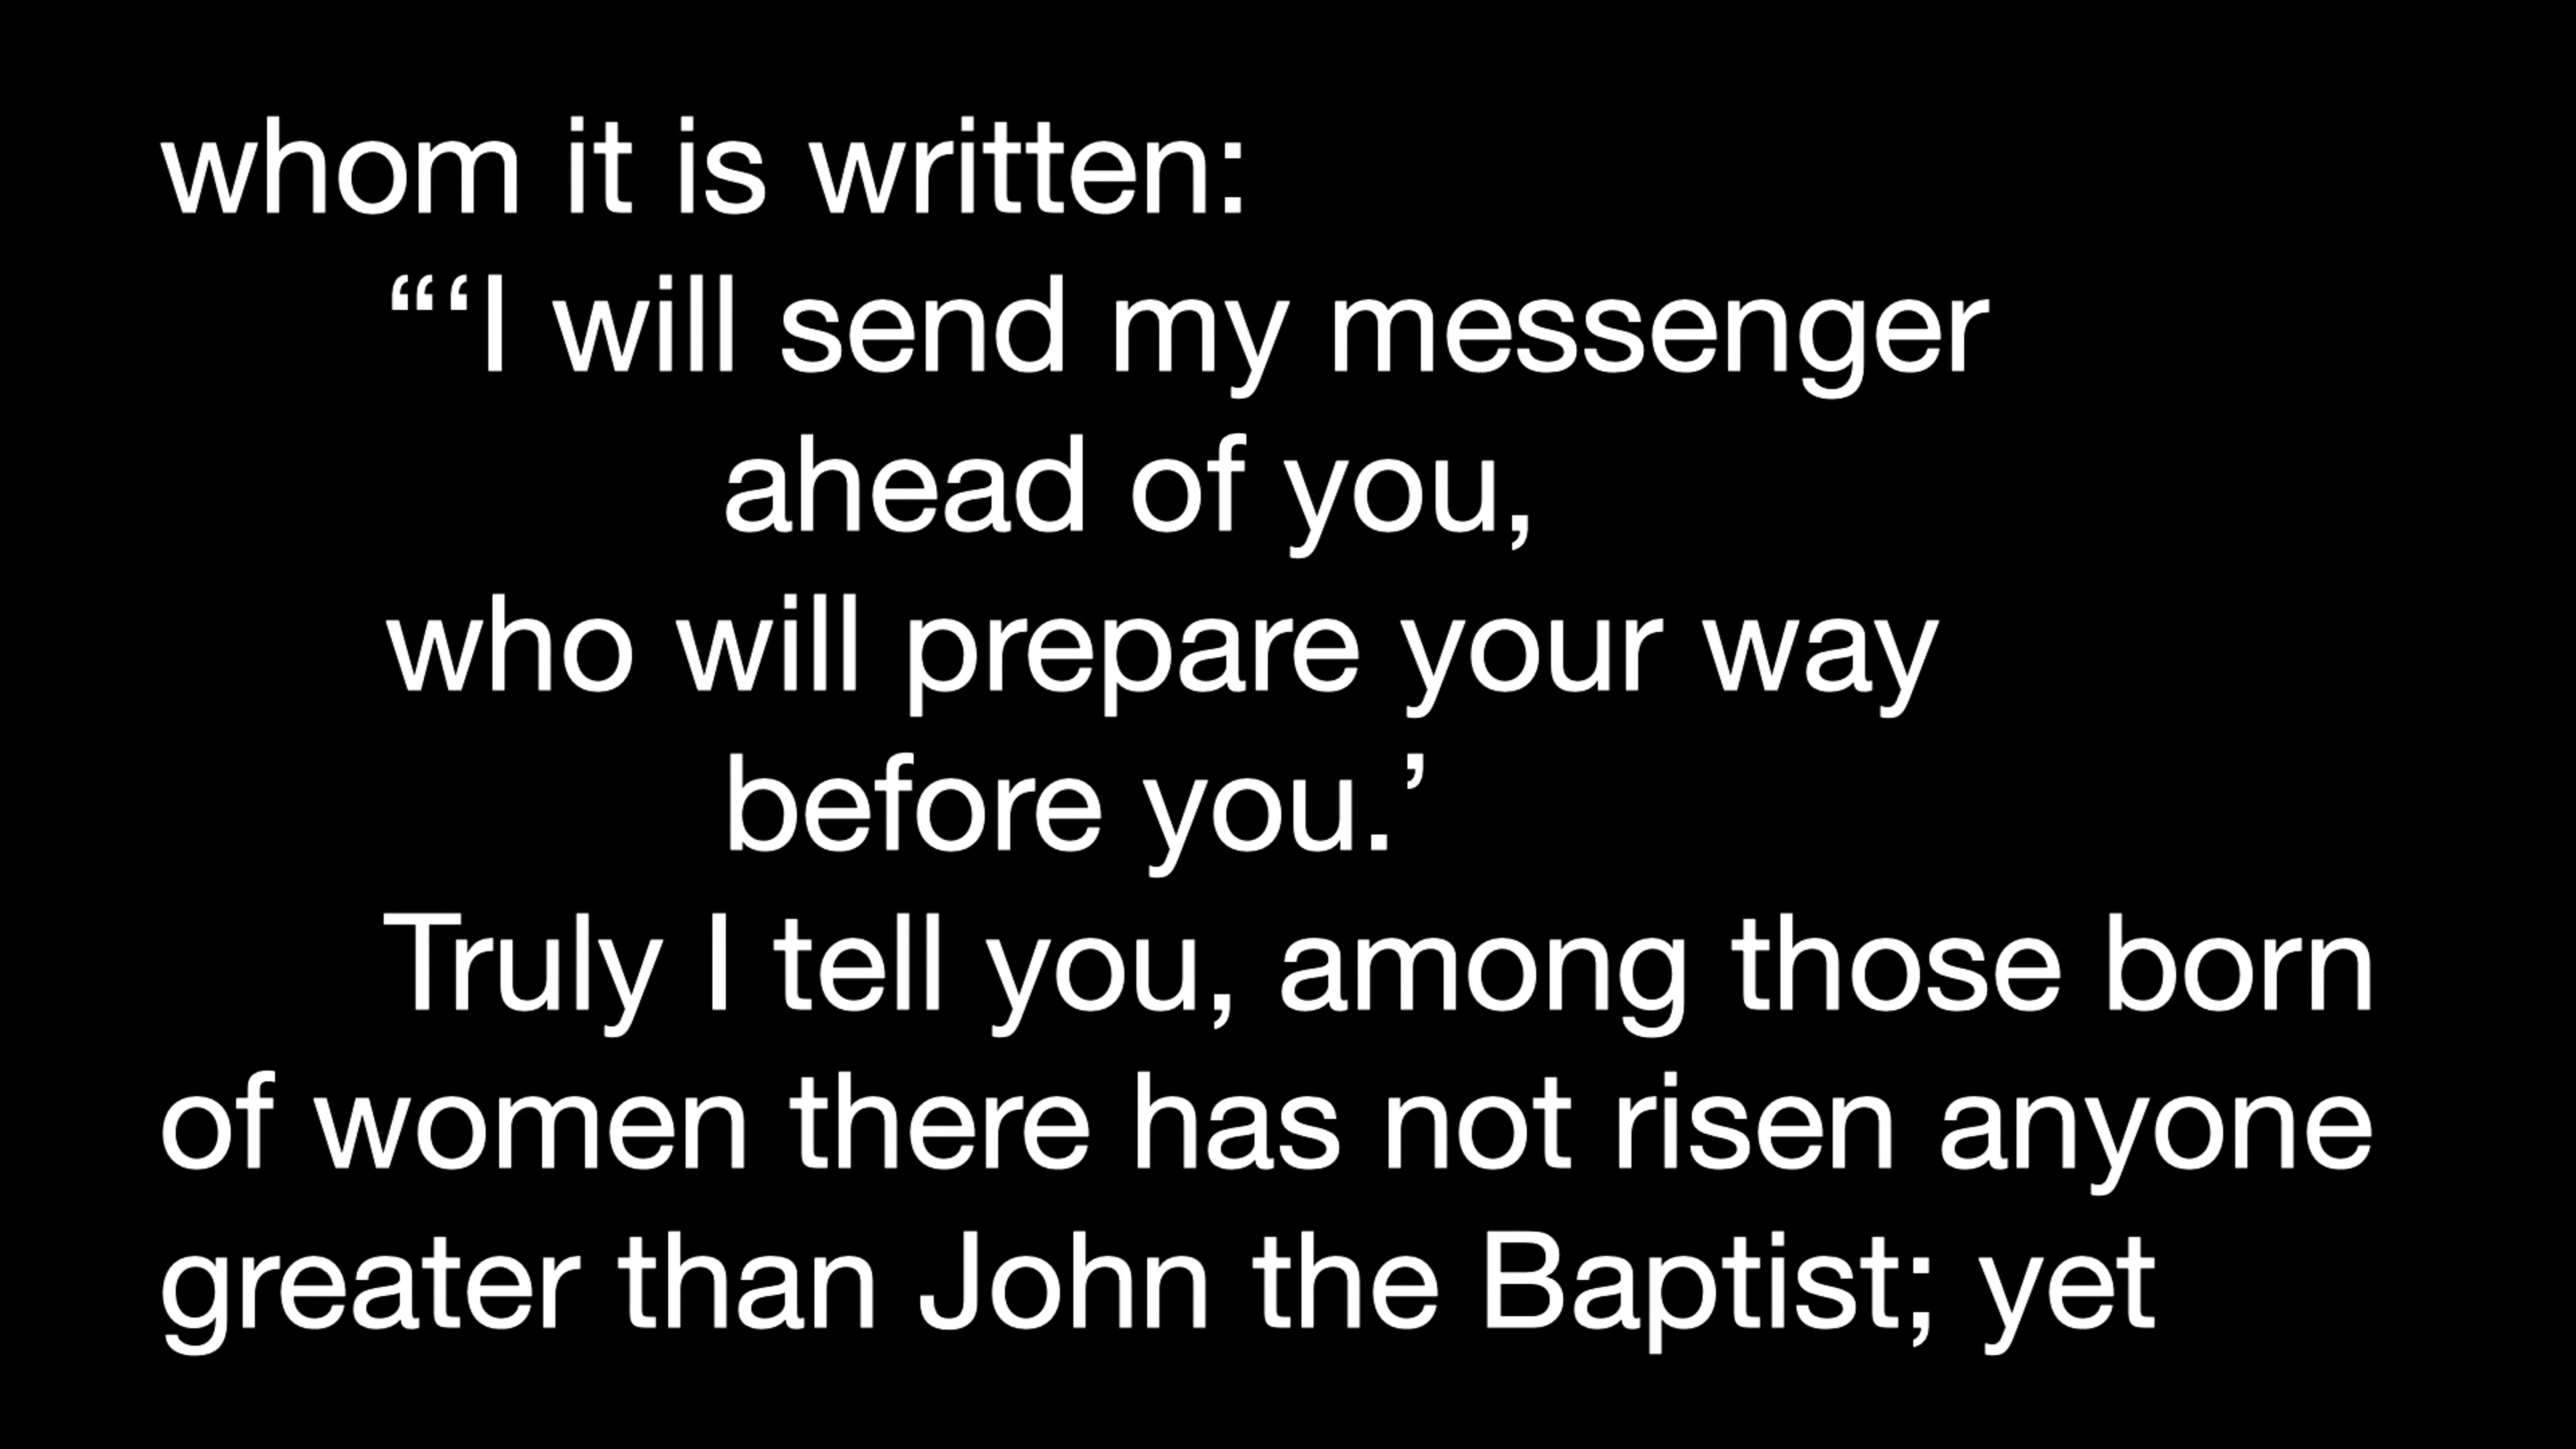 whom it is written:
“‘I will send my messenger
ahead of you,
who will prepare your way
before you.’
Truly I tell you, among those born
of women there has not risen anyone
greater than John the Baptist; yet